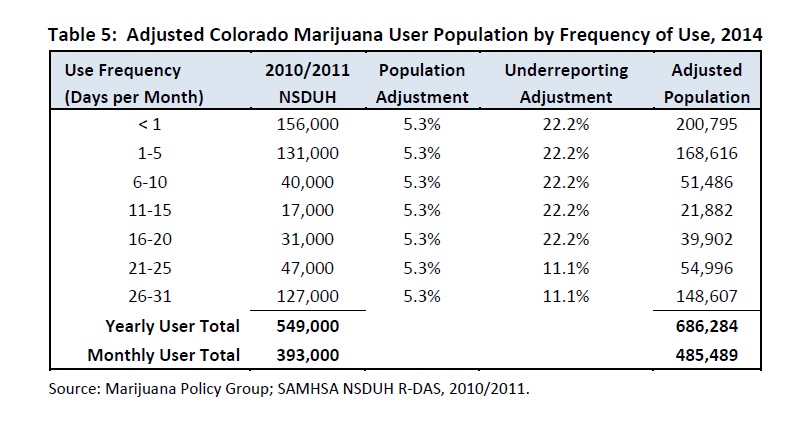 Table 5: Adjusted Colorado Marijuana User Population by Frequency of Use, 2014
Use Frequency 2010/2011 Population Underreporting Adjusted
(Days per Month) NSDUH Adjustment Adjustment Population
< 1 156,000 5.3% 22.2% 200,795
1-5 131,000 5.3% 22.2% 168,616
6-10 40,000 5.3% 22.2% 51,486
11-15 17,000 5.3% 22.2% 21,882
16-20 31,000 5.3% 22.2% 39,902
21-25 47,000 5.3% 11.1% 54,996
26-31 127,000 5.3% 11.1% 148,607
Yearly User Total 549,000 686,284
Monthly User Total 393,000 485,489
Source: Marijuana Policy Group; SAMHSA NSDUH R-DAS, 2010/2011.